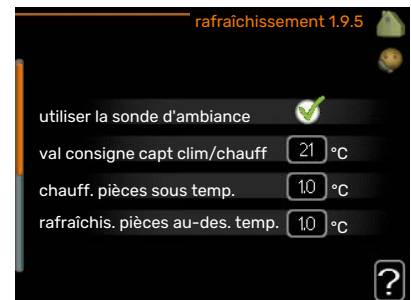 rafraîchissement 1.9.5
utiliser la sonde d'ambiance
val consigne capt clim/chauff 21 °C
chauff. pièces sous temp. 1.0 °C
rafraîchis. pièces au-des. temp. 1.0 °C
?